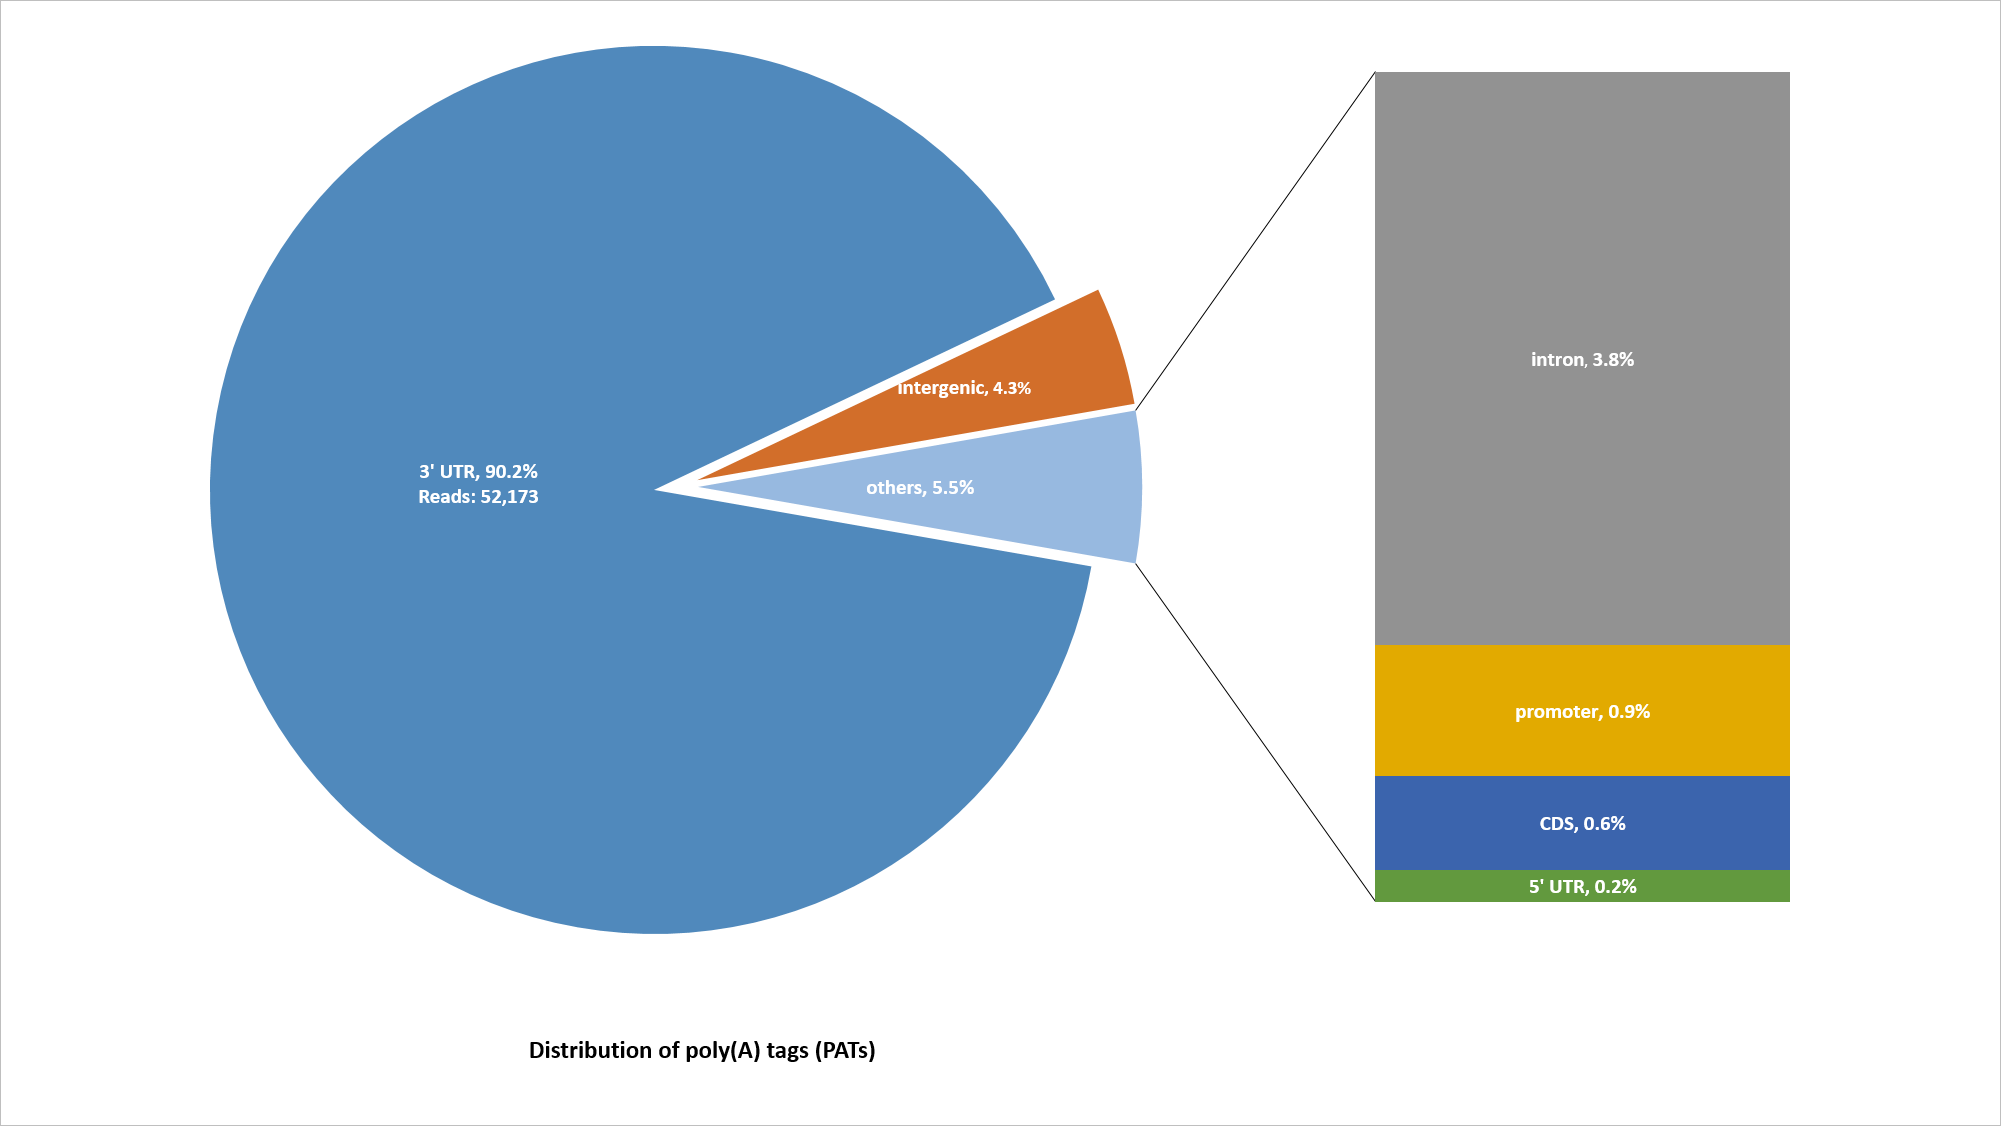 3' UTR, 90.2%
Reads: 52,173
intergenic, 4.3%
others, 5.5%
intron, 3.8%
promoter, 0.9%
CDS, 0.6%
5' UTR, 0.2%
Distribution of poly(A) tags (PATs)